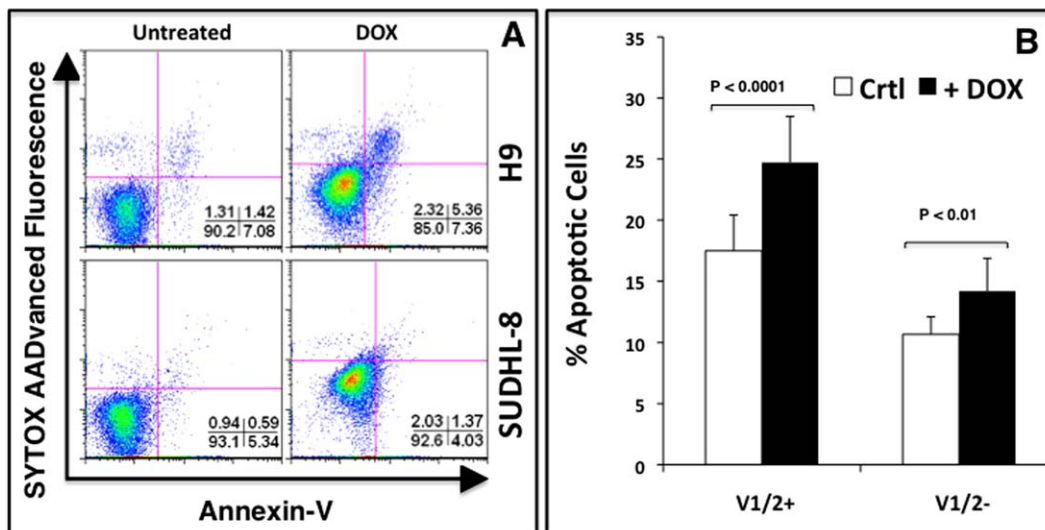 A
Untreated DOX
SYTOX AADvanced Fluorescence
1.31 1.42
90.2 7.08
2.32 5.36
85.0 7.36
H9
0.94 0.59
93.1 5.34
2.03 1.37
92.6 4.03
SUDHL-8
Annexin-V
B
35
30
25
20
15
10
5
0
% Apoptotic Cells
P < 0.0001
Crtl + DOX
P < 0.01
V1/2+ V1/2-